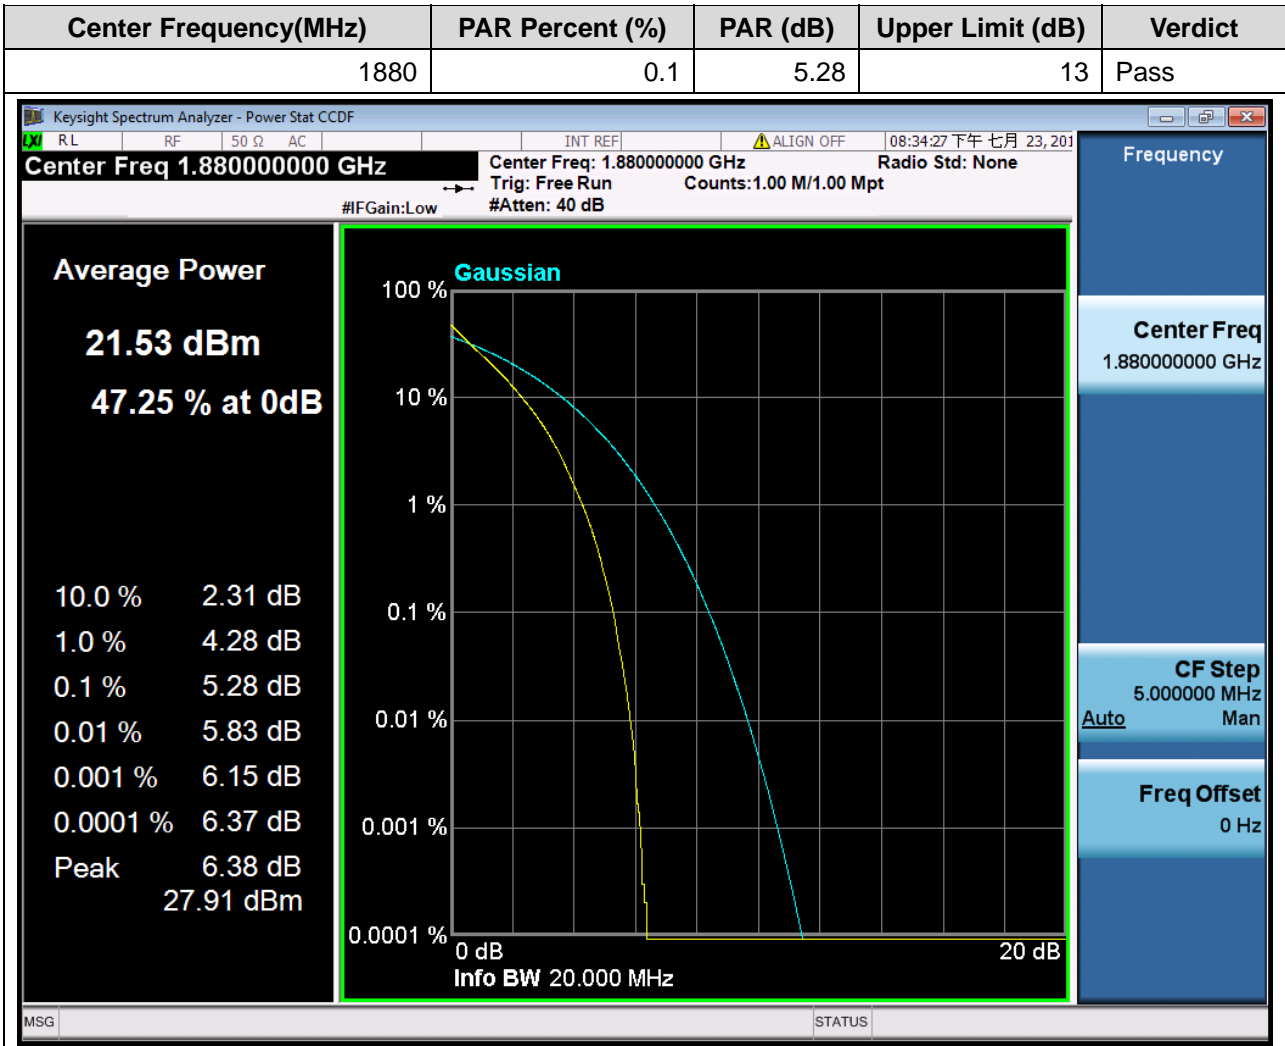 Center Frequency(MHz) PAR Percent (%) PAR (dB) Upper Limit (dB) Verdict
1880 0.1 5.28 13 Pass
Keysight Spectrum Analyzer - Power Stat CCDF
LXI RL RF 50 Ω AC INT REF ALIGN OFF 08:34:27 下午 七月 23, 201
Center Freq 1.880000000 GHz
Center Freq: 1.880000000 GHz Radio Std: None
Trig: Free Run Counts:1.00 M/1.00 Mpt
#IFGain:Low #Atten: 40 dB
Frequency
Average Power
21.53 dBm
47.25 % at 0dB
10.0 % 2.31 dB
1.0 % 4.28 dB
0.1 % 5.28 dB
0.01 % 5.83 dB
0.001 % 6.15 dB
0.0001 % 6.37 dB
Peak 6.38 dB
27.91 dBm
Gaussian
100 %
10 %
1 %
0.1 %
0.01 %
0.001 %
0.0001 %
0 dB 20 dB
Info BW 20.000 MHz
Center Freq
1.880000000 GHz
CF Step
5.000000 MHz
Auto Man
Freq Offset
0 Hz
MSG STATUS